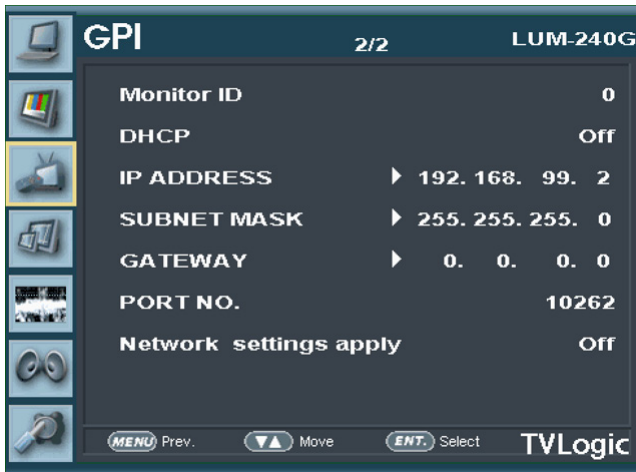 GPI 2/2 LUM-240G
Monitor ID 0
DHCP Off
IP ADDRESS 192. 168. 99. 2
SUBNET MASK 255. 255. 255. 0
GATEWAY 0. 0. 0. 0
PORT NO. 10262
Network settings apply Off
MENU Prev. Move ENT. Select TVLogic